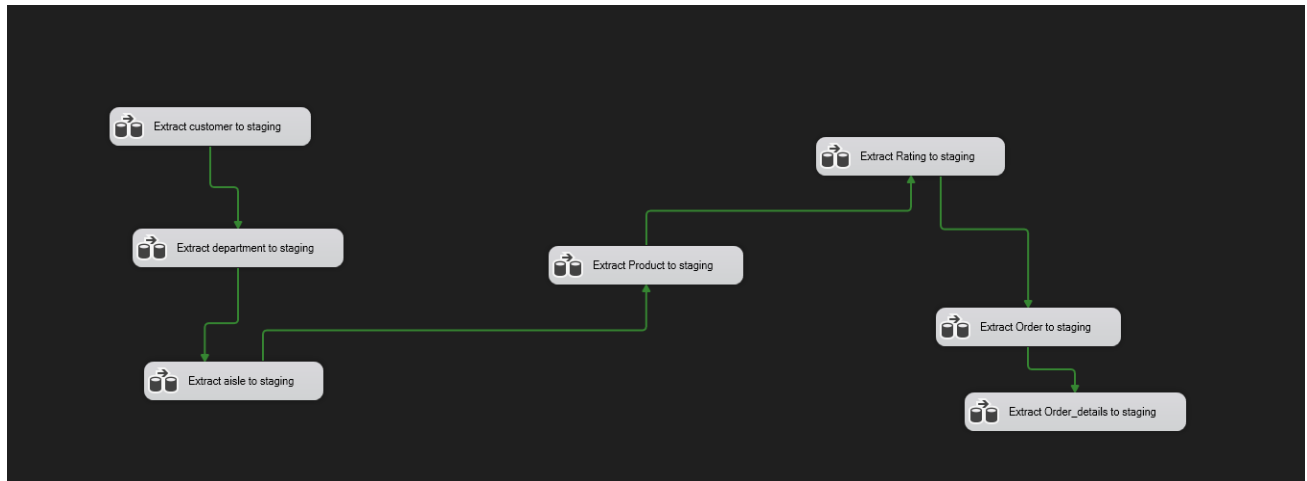 Extract customer to staging
Extract department to staging
Extract aisle to staging
Extract Product to staging
Extract Rating to staging
Extract Order to staging
Extract Order_details to staging